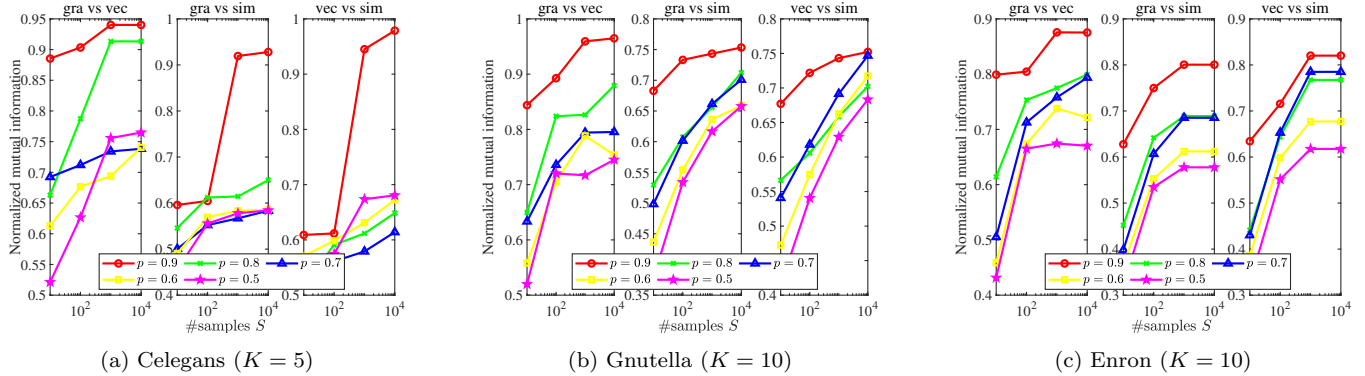 gra vs vec
gra vs sim
vec vs sim
Normalized mutual information
0.95
0.9
0.85
0.8
0.75
0.7
0.65
0.6
0.55
0.5
1
0.9
0.8
0.7
0.6
0.5
0.4
1
0.9
0.8
0.7
0.6
0.5
p = 0.9 p = 0.8 p = 0.7
p = 0.6 p = 0.5
10^2 10^4 10^2 10^4 10^2 10^4
#samples S
(a) Celegans (K = 5)
gra vs vec
gra vs sim
vec vs sim
Normalized mutual information
1
0.9
0.8
0.7
0.6
0.5
0.8
0.75
0.7
0.65
0.6
0.55
0.5
0.45
0.4
0.35
0.8
0.75
0.7
0.65
0.6
0.55
0.5
0.4
p = 0.9 p = 0.8 p = 0.7
p = 0.6 p = 0.5
10^2 10^4 10^2 10^4 10^2 10^4
#samples S
(b) Gnutella (K = 10)
gra vs vec
gra vs sim
vec vs sim
Normalized mutual information
0.9
0.8
0.7
0.6
0.5
0.4
0.9
0.8
0.7
0.6
0.5
0.4
0.3
0.9
0.8
0.7
0.6
0.5
0.4
0.3
p = 0.9 p = 0.8 p = 0.7
p = 0.6 p = 0.5
10^2 10^4 10^2 10^4 10^2 10^4
#samples S
(c) Enron (K = 10)